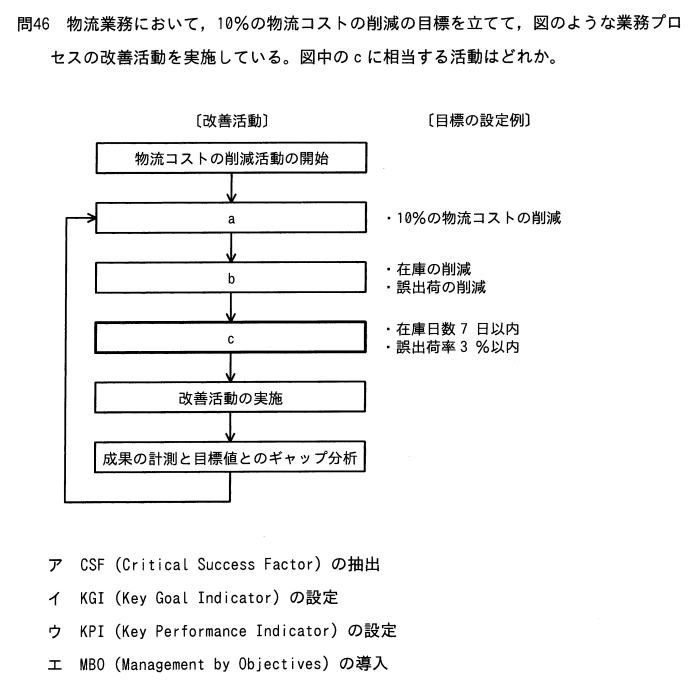 問46 物流業務において，10％の物流コストの削減の目標を立てて，図のような業務プロ
セスの改善活動を実施している。図中のcに相当する活動はどれか。
〔改善活動〕 〔目標の設定例〕
物流コストの削減活動の開始
a ・10％の物流コストの削減
b ・在庫の削減
・誤出荷の削減
c ・在庫日数7 日以内
・誤出荷率3 ％以内
改善活動の実施
成果の計測と目標値とのギャップ分析
ア CSF (Critical Success Factor) の抽出
イ KGI (Key Goal Indicator) の設定
ウ KPI (Key Performance Indicator) の設定
エ MBO (Management by Objectives) の導入